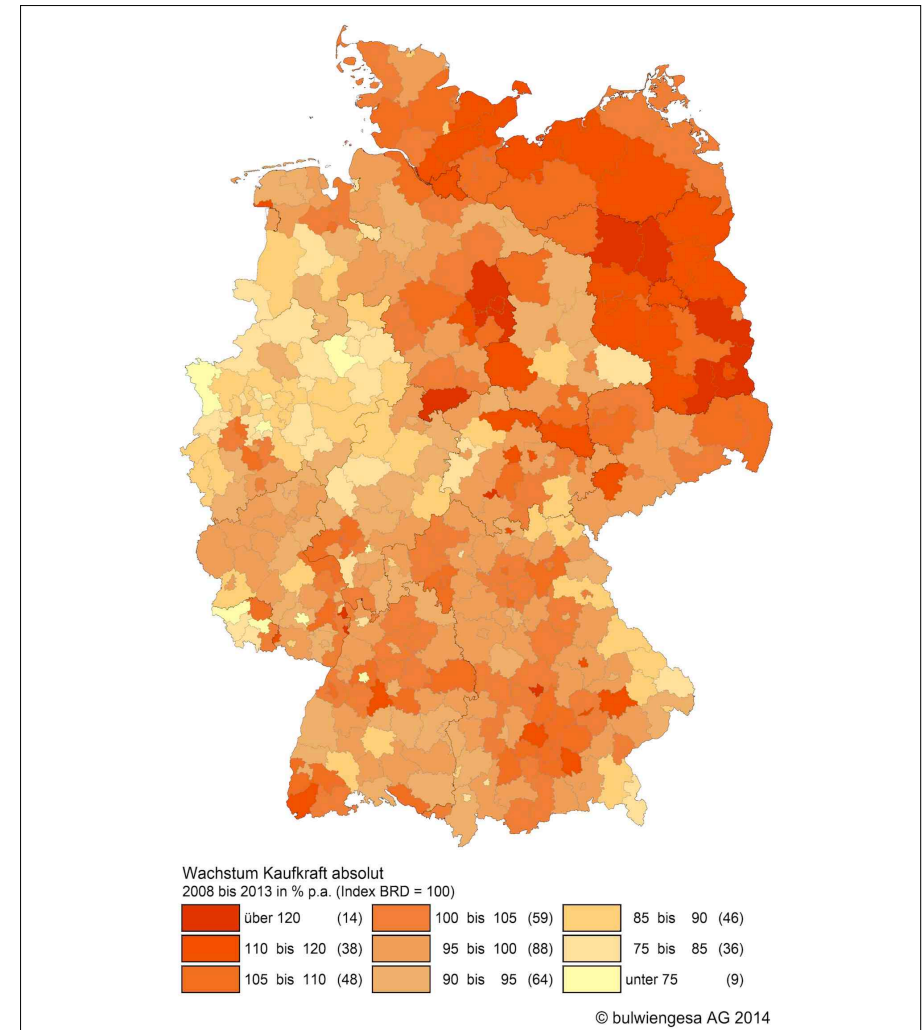 Wachstum Kaufkraft absolut
2008 bis 2013 in % p.a. (Index BRD = 100)
über 120 (14) 100 bis 105 (59) 85 bis 90 (46)
110 bis 120 (38) 95 bis 100 (88) 75 bis 85 (36)
105 bis 110 (48) 90 bis 95 (64) unter 75 (9)
© bulwiengesa AG 2014